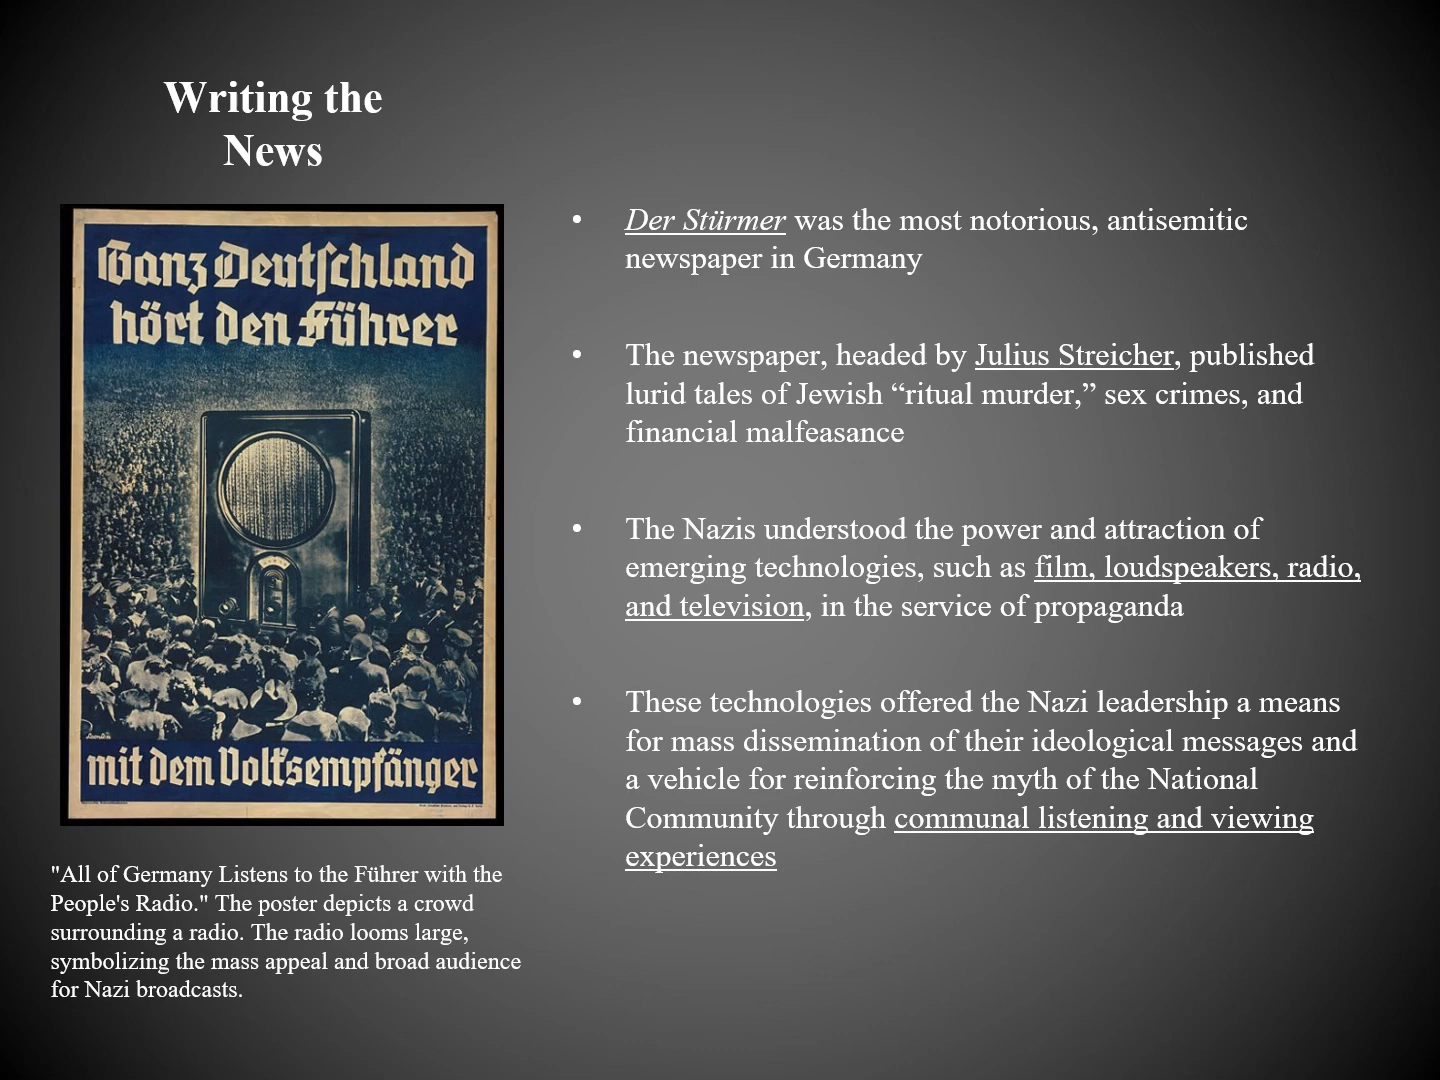 Writing the
News
Ganz Deutschland
hört den Führer
mit dem Volksempfänger
"All of Germany Listens to the Führer with the
People's Radio." The poster depicts a crowd
surrounding a radio. The radio looms large,
symbolizing the mass appeal and broad audience
for Nazi broadcasts.
• Der Stürmer was the most notorious, antisemitic
newspaper in Germany
• The newspaper, headed by Julius Streicher, published
lurid tales of Jewish “ritual murder,” sex crimes, and
financial malfeasance
• The Nazis understood the power and attraction of
emerging technologies, such as film, loudspeakers, radio,
and television, in the service of propaganda
• These technologies offered the Nazi leadership a means
for mass dissemination of their ideological messages and
a vehicle for reinforcing the myth of the National
Community through communal listening and viewing
experiences